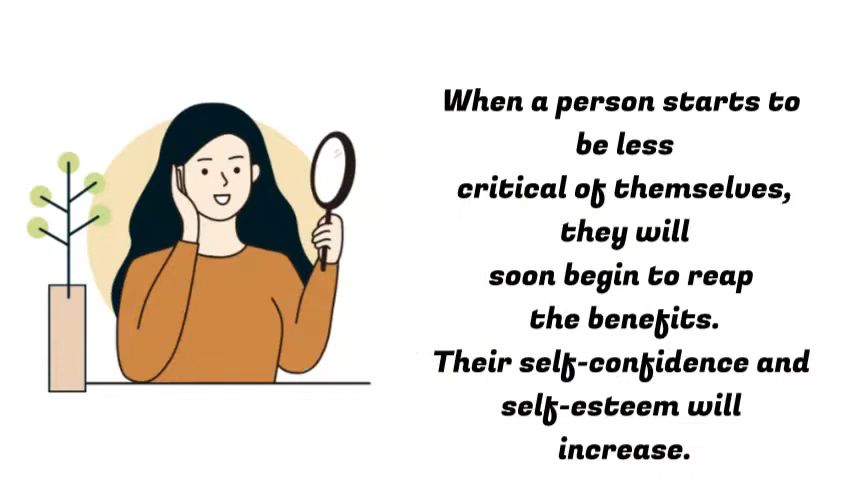 When a person starts to
be less
critical of themselves,
they will
soon begin to reap
the benefits.
Their self-confidence and
self-esteem will
increase.